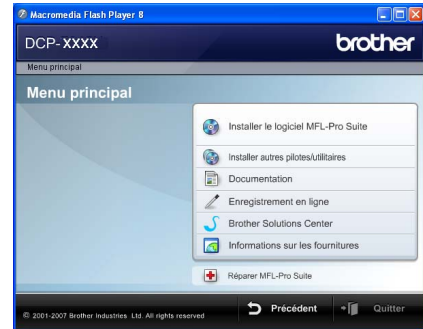 Macromedia Flash Player 8
DCP-XXXX
brother
Menu principal
Menu principal
Installer le logiciel MFL-Pro Suite
Installer autres pilotes/utilitaires
Documentation
Enregistrement en ligne
Brother Solutions Center
Informations sur les fournitures
Réparer MFL-Pro Suite
© 2001-2007 Brother Industries Ltd. All rights reserved
Précédent
Quitter